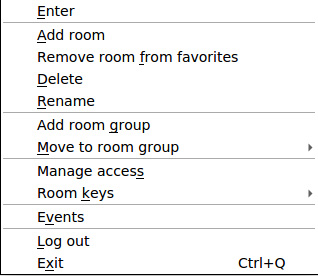 Enter
Add room
Remove room from favorites
Delete
Rename
Add room group
Move to room group
Manage access
Room keys
Events
Log out
Exit Ctrl+Q